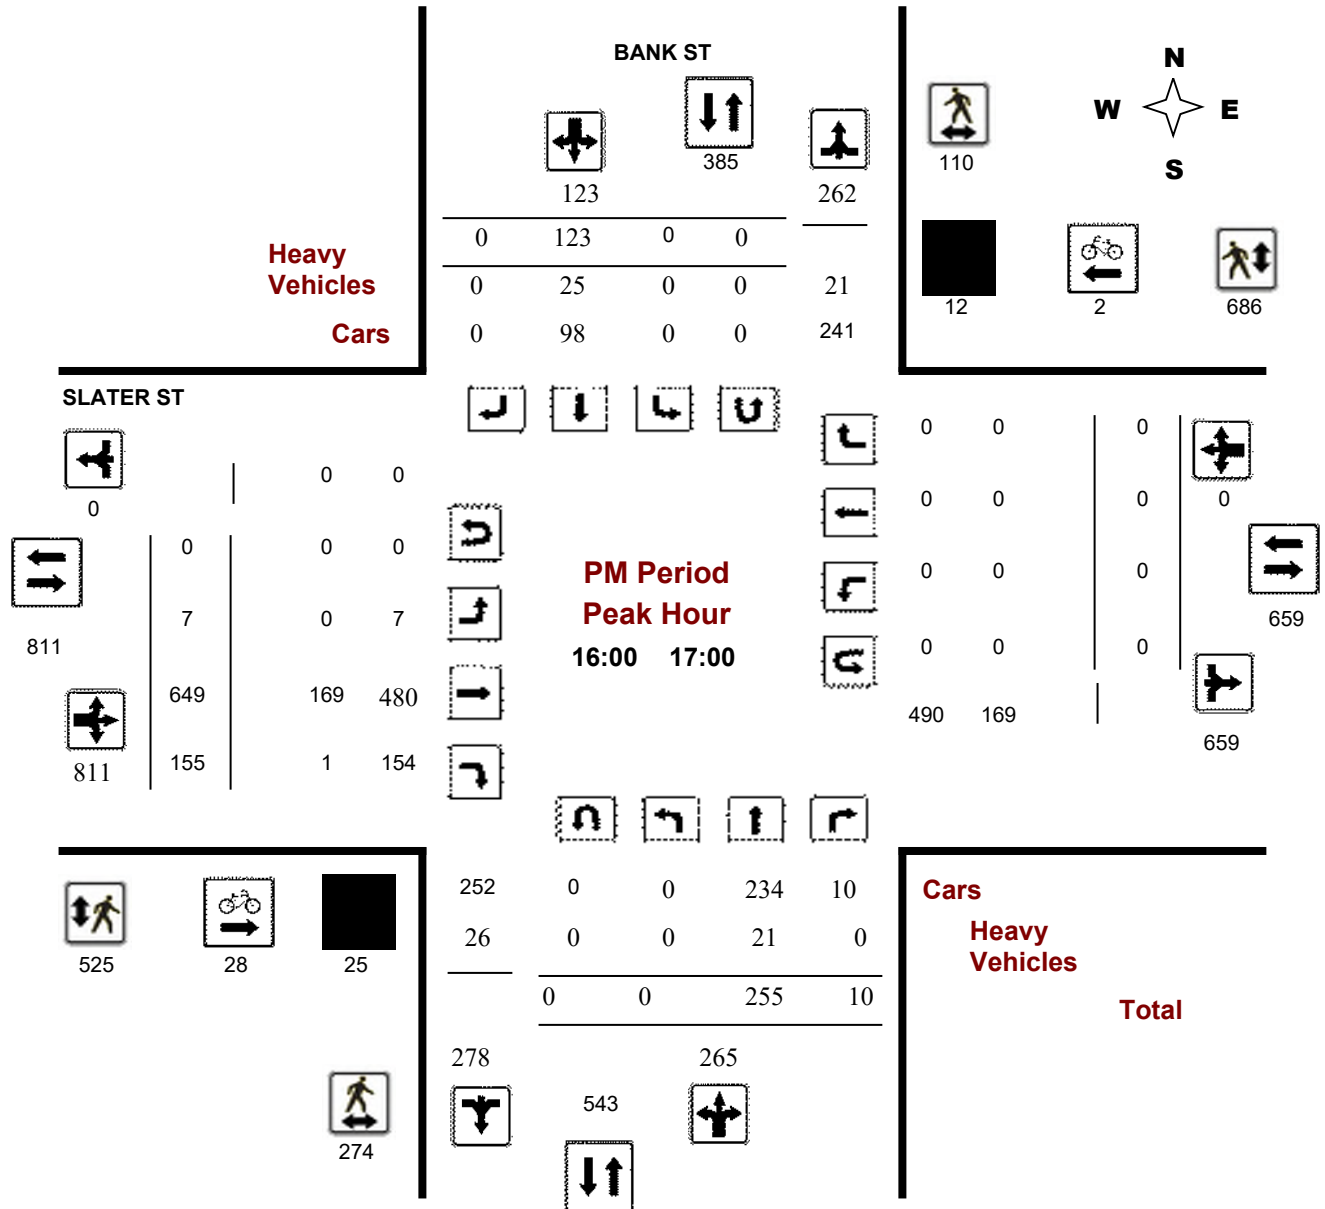 BANK ST
N
W E
S
385
110
123
262
0 123 0 0
Heavy
Vehicles
0 25 0 0 21
12 2 686
Cars
0 98 0 0 241
SLATER ST
0 0 0
0 0
0
0 0 0 0
0 0 0
0 0 0
PM Period
Peak Hour
16:00 17:00
7 0 7
811
659
0 0 0
649 169 480
490 169
659
811
155 1 154
252 0 0 234 10
Cars
26 0 0 21 0
Heavy
Vehicles
525 28 25
0 0 255 10
Total
278 265
543
274